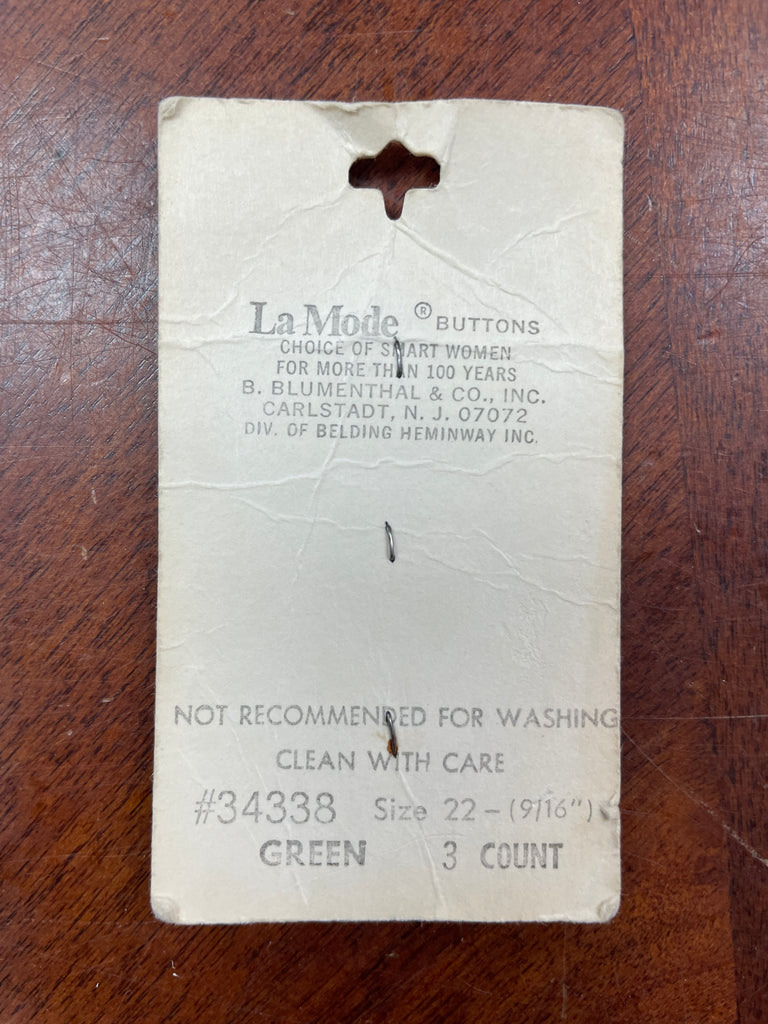 La Mode ® BUTTONS
CHOICE OF SMART WOMEN
FOR MORE THAN 100 YEARS
B. BLUMENTHAL & CO., INC.
CARLSTADT, N. J. 07072
DIV. OF BELDING HEMINWAY INC.
NOT RECOMMENDED FOR WASHING
CLEAN WITH CARE
#34338 Size 22 - (9/16")
GREEN 3 COUNT